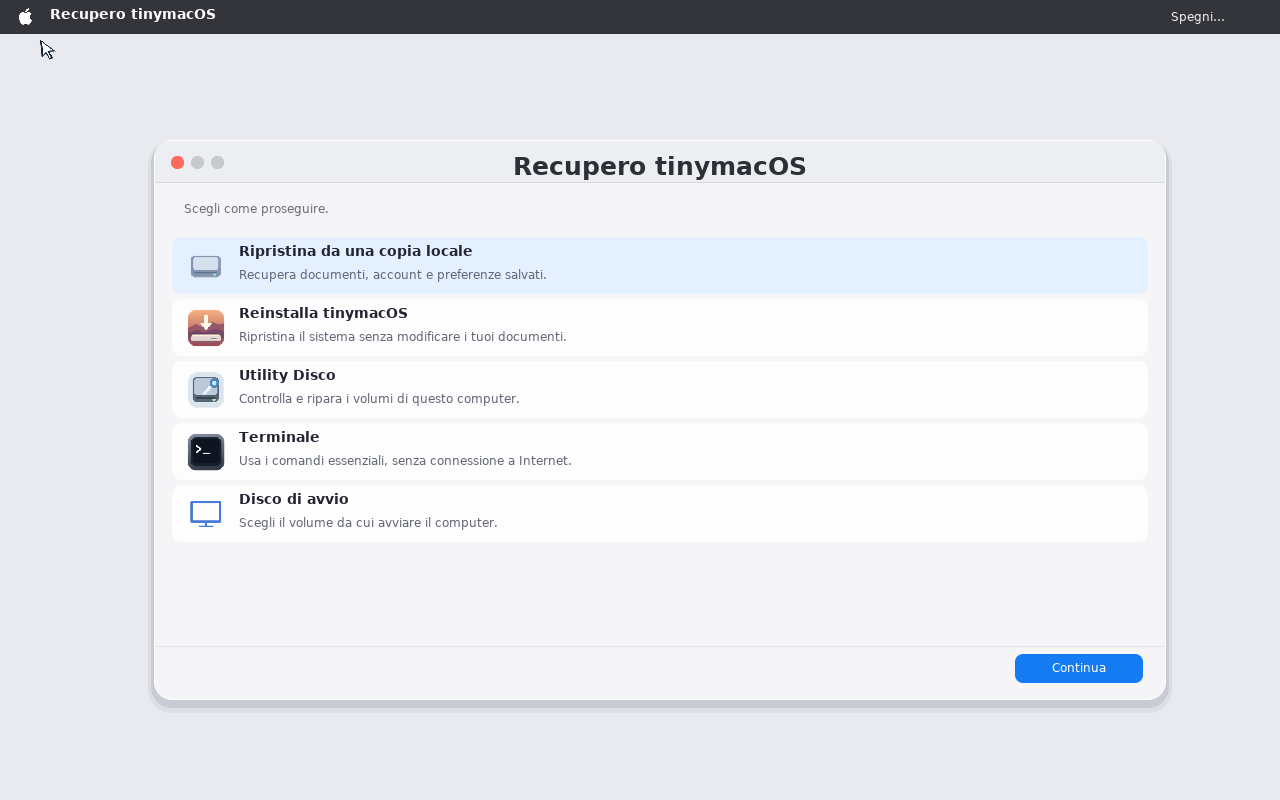 Recupero tinymacOS
Spegni...
Recupero tinymacOS
Scegli come proseguire.
Ripristina da una copia locale
Recupera documenti, account e preferenze salvati.
Reinstalla tinymacOS
Ripristina il sistema senza modificare i tuoi documenti.
Utility Disco
Controlla e ripara i volumi di questo computer.
Terminale
Usa i comandi essenziali, senza connessione a Internet.
Disco di avvio
Scegli il volume da cui avviare il computer.
Continua